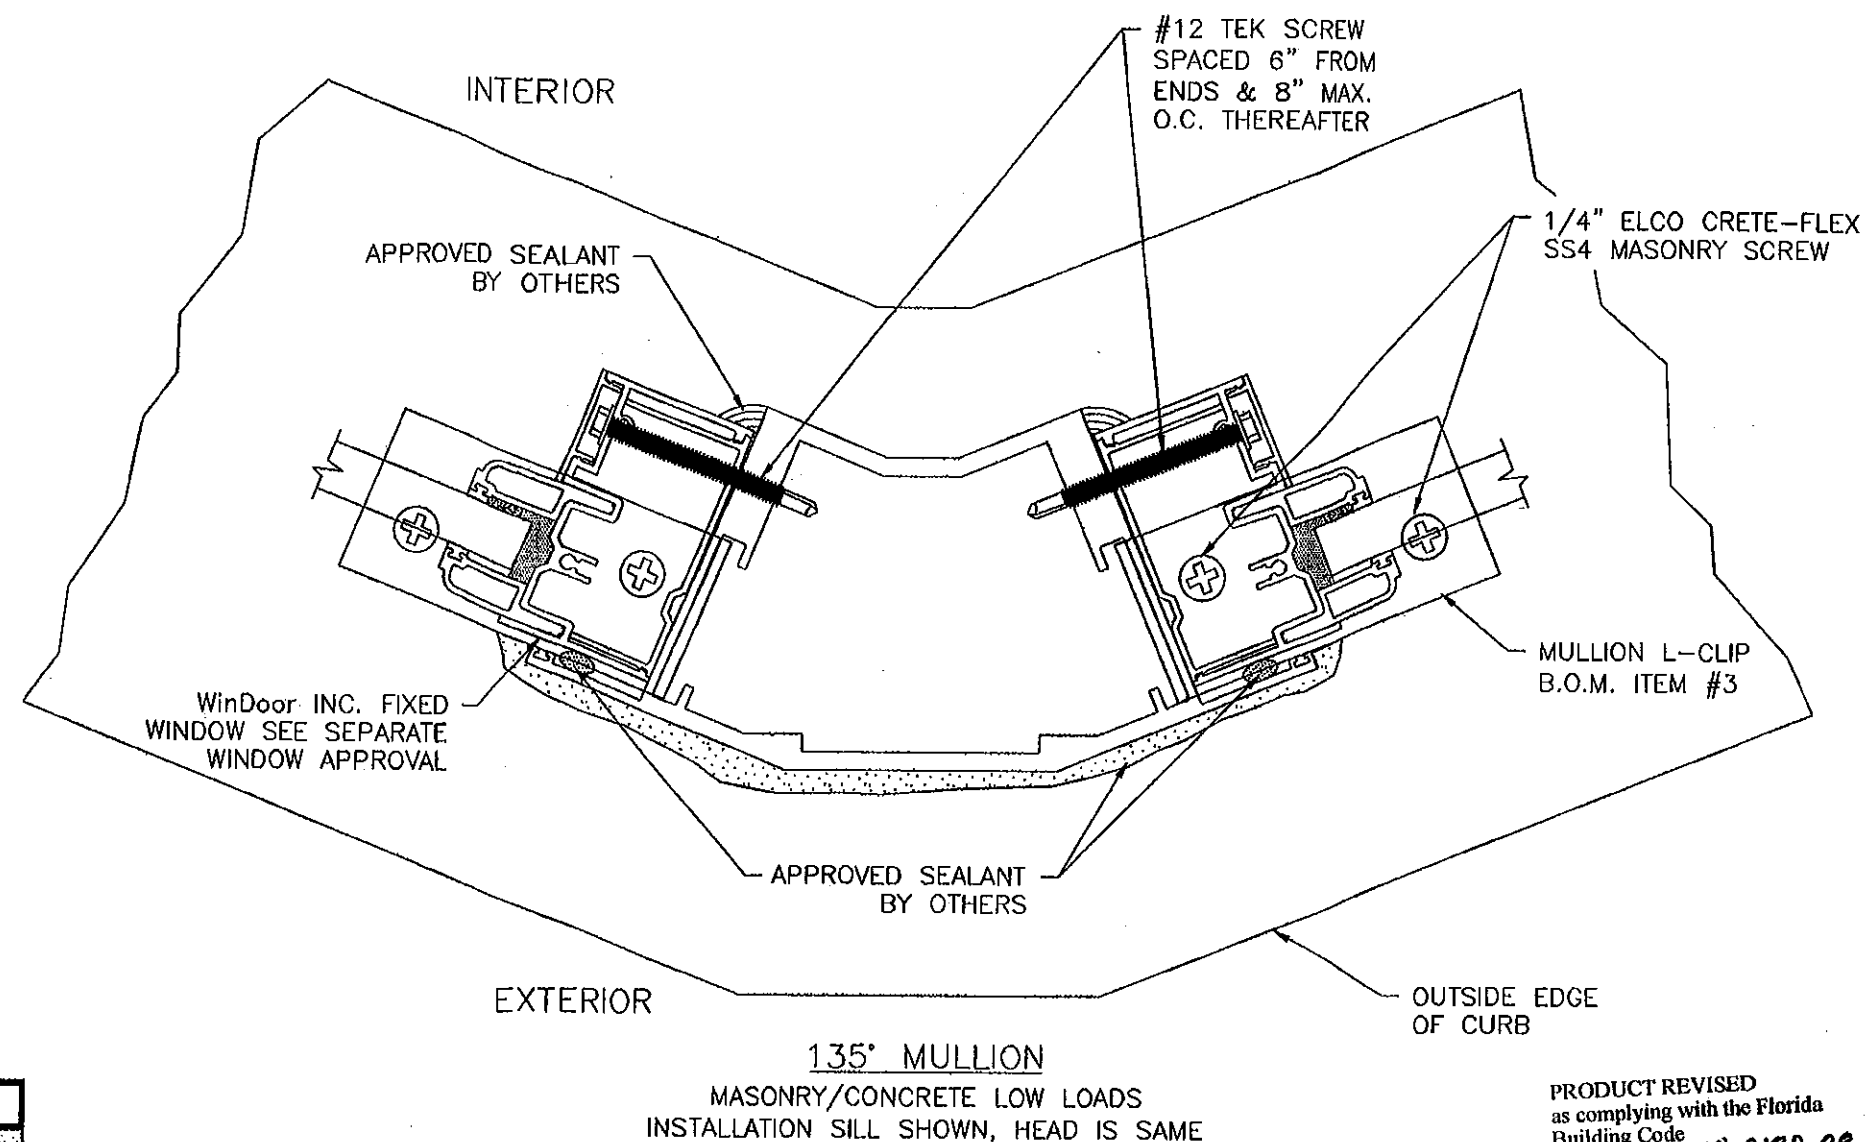 #12 TEK SCREW
SPACED 6" FROM
ENDS & 8" MAX.
O.C. THEREAFTER
INTERIOR
1/4" ELCO CRETE-FLEX
SS4 MASONRY SCREW
APPROVED SEALANT
BY OTHERS
MULLION L-CLIP
B.O.M. ITEM #3
WinDoor INC. FIXED
WINDOW SEE SEPARATE
WINDOW APPROVAL
APPROVED SEALANT
BY OTHERS
EXTERIOR
OUTSIDE EDGE
OF CURB
135° MULLION
MASONRY/CONCRETE LOW LOADS
INSTALLATION SILL SHOWN, HEAD IS SAME
PRODUCT REVISED
as complying with the Florida
Building Code